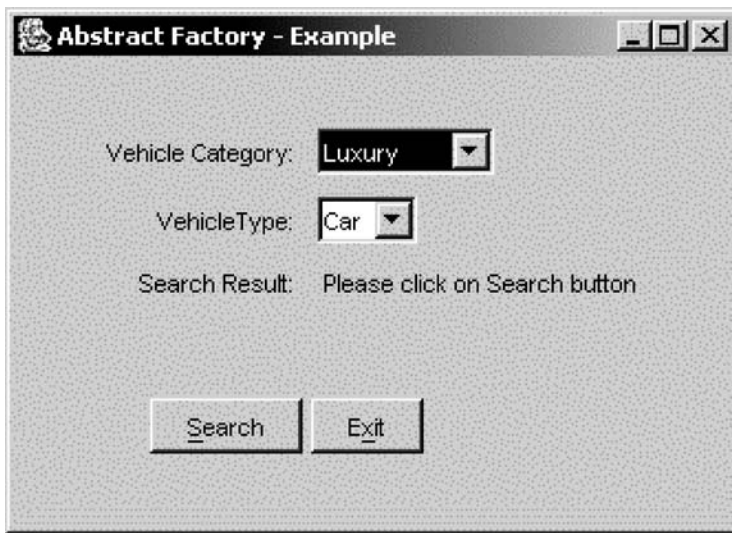 Abstract Factory - Example
Vehicle Category: Luxury
VehicleType: Car
Search Result: Please click on Search button
Search Exit